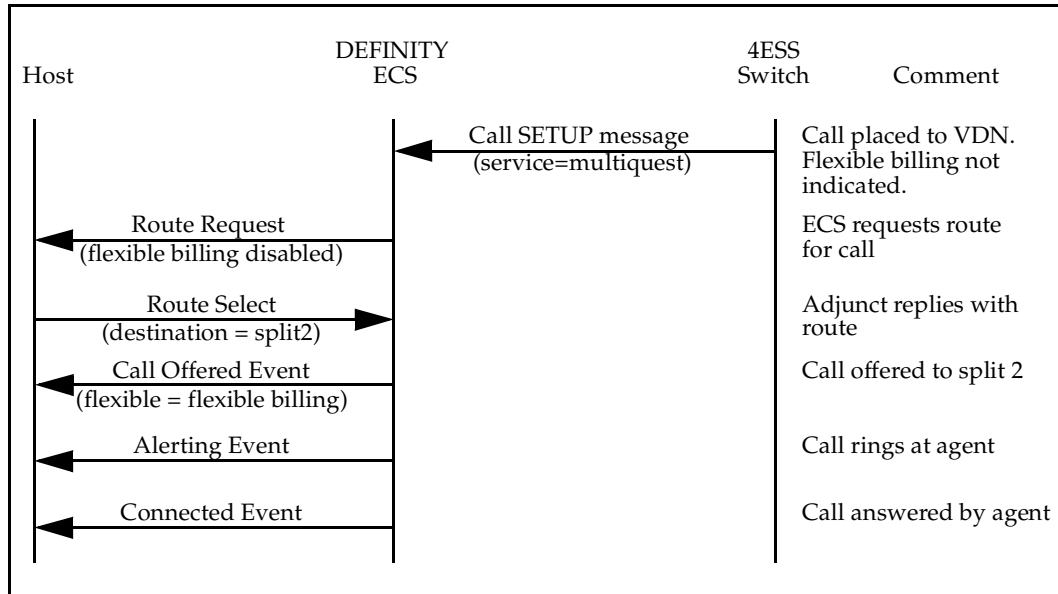 DEFINITY
ECS
4ESS
Switch
Host
Comment
Call SETUP message
(service=multiquest)
Call placed to VDN.
Flexible billing not
indicated.
Route Request
(flexible billing disabled)
ECS requests route
for call
Route Select
(destination = split2)
Adjunct replies with
route
Call Offered Event
(flexible = flexible billing)
Call offered to split 2
Alerting Event
Call rings at agent
Connected Event
Call answered by agent